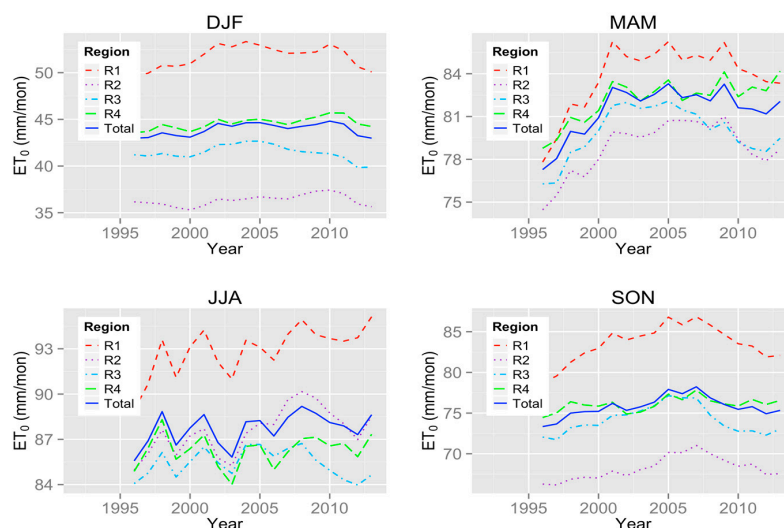 DJF
ET0 (mm/mon)
50
45
40
35
Region
R1
R2
R3
R4
Total
1995 2000 2005 2010
Year
MAM
ET0 (mm/mon)
84
81
78
75
Region
R1
R2
R3
R4
Total
1995 2000 2005 2010
Year
JJA
ET0 (mm/mon)
93
90
87
84
Region
R1
R2
R3
R4
Total
1995 2000 2005 2010
Year
SON
ET0 (mm/mon)
85
80
75
70
Region
R1
R2
R3
R4
Total
1995 2000 2005 2010
Year